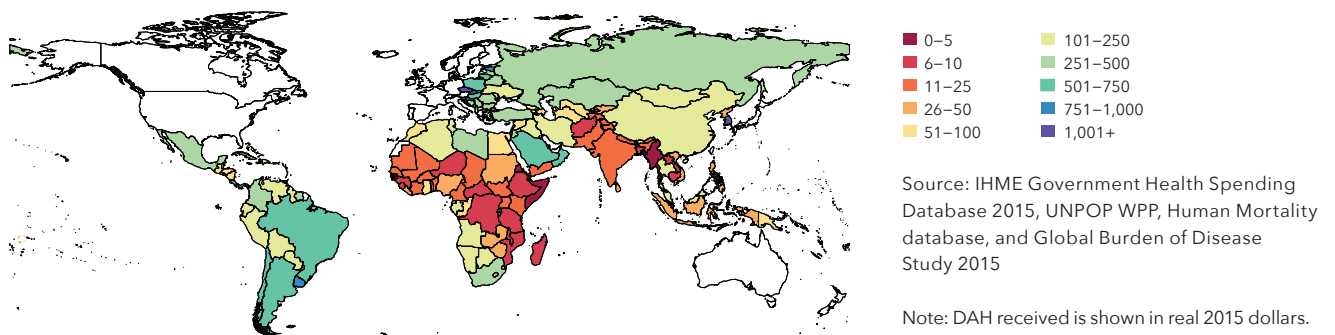 0–5
6–10
11–25
26–50
51–100
101–250
251–500
501–750
751–1,000
1,001+
Source: IHME Government Health Spending
Database 2015, UNPOP WPP, Human Mortality
database, and Global Burden of Disease
Study 2015
Note: DAH received is shown in real 2015 dollars.